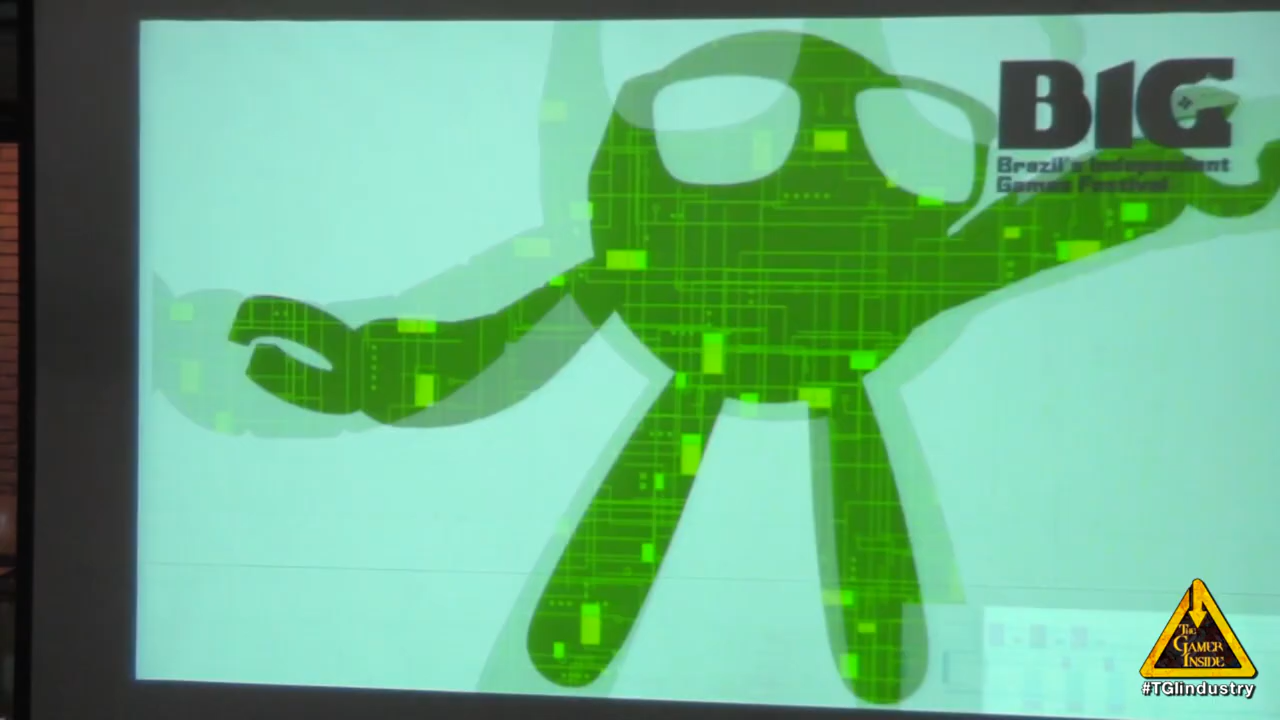 BIG
Brazil's Independent
Games Festival
THE
GAMER
INSIDE
#TGIindustry